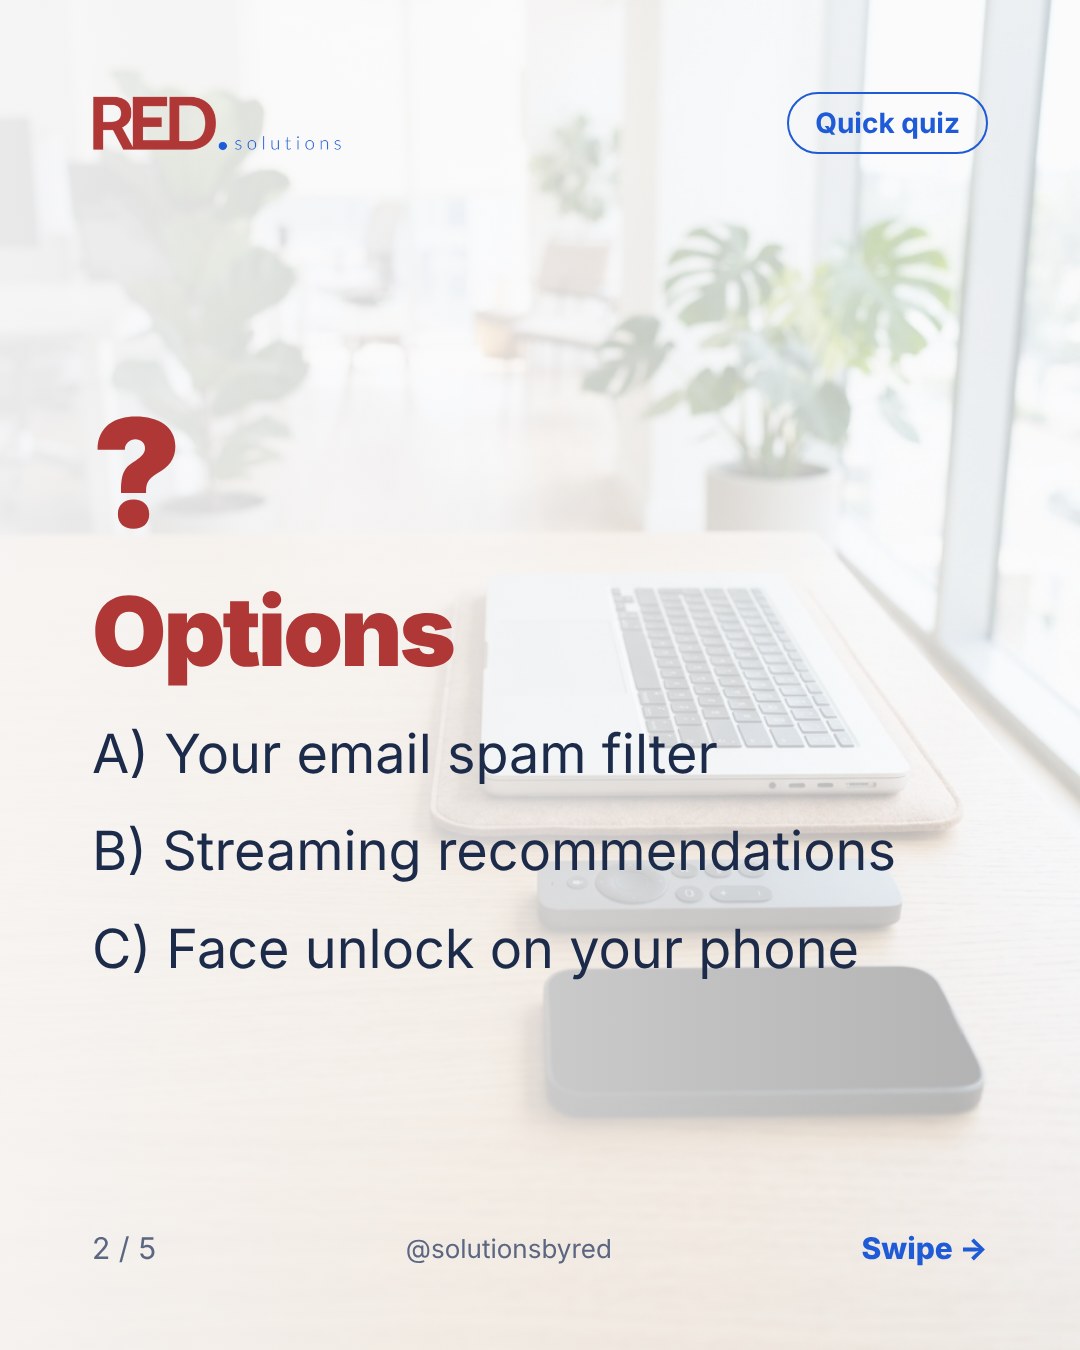 RED.solutions
Quick quiz
?
Options
A) Your email spam filter
B) Streaming recommendations
C) Face unlock on your phone
2 / 5
@solutionsbyred
Swipe →